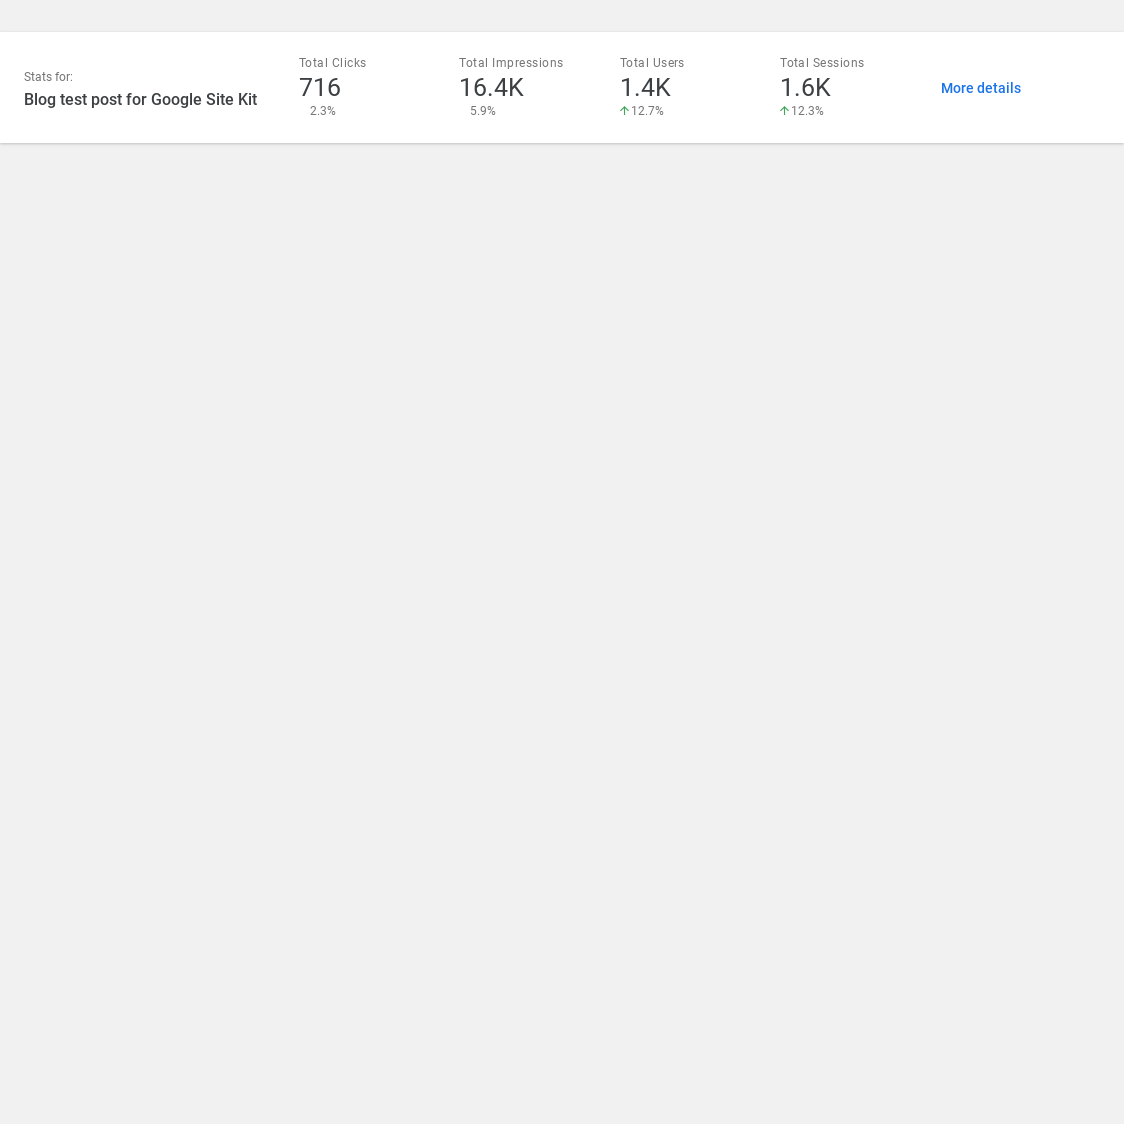 Stats for:
Blog test post for Google Site Kit
Total Clicks
716
2.3%
Total Impressions
16.4K
5.9%
Total Users
1.4K
↑12.7%
Total Sessions
1.6K
↑12.3%
More details